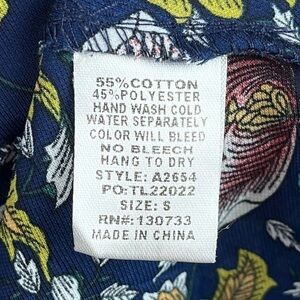 55%COTTON
45%POLYESTER
HAND WASH COLD
WATER SEPARATELY
COLOR WILL BLEED
NO BLEECH
HANG TO DRY
STYLE: A2654
PO:TL22022
SIZE: S
RN#: 130733
MADE IN CHINA